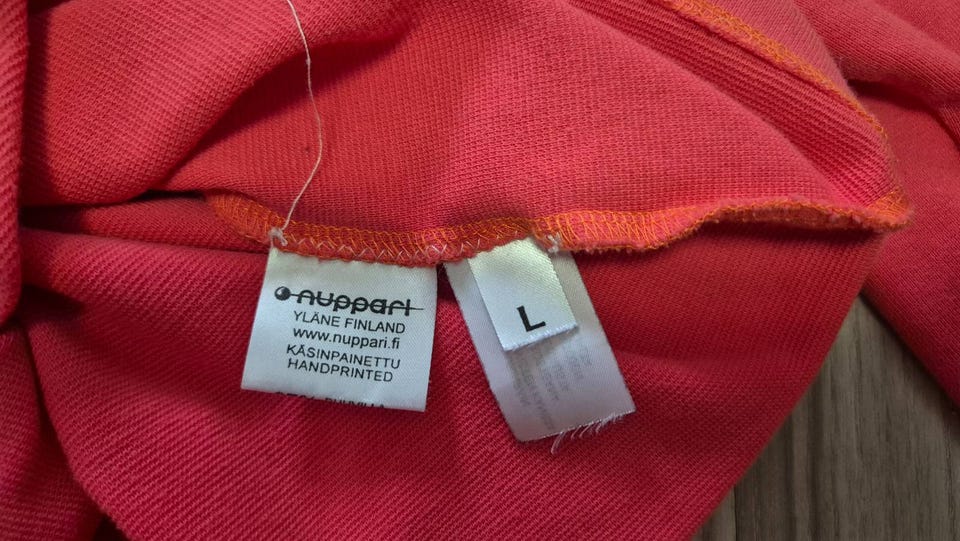 nuppari
YLÄNE FINLAND
www.nuppari.fi
KÄSINPAINETTU
HANDPRINTED
L